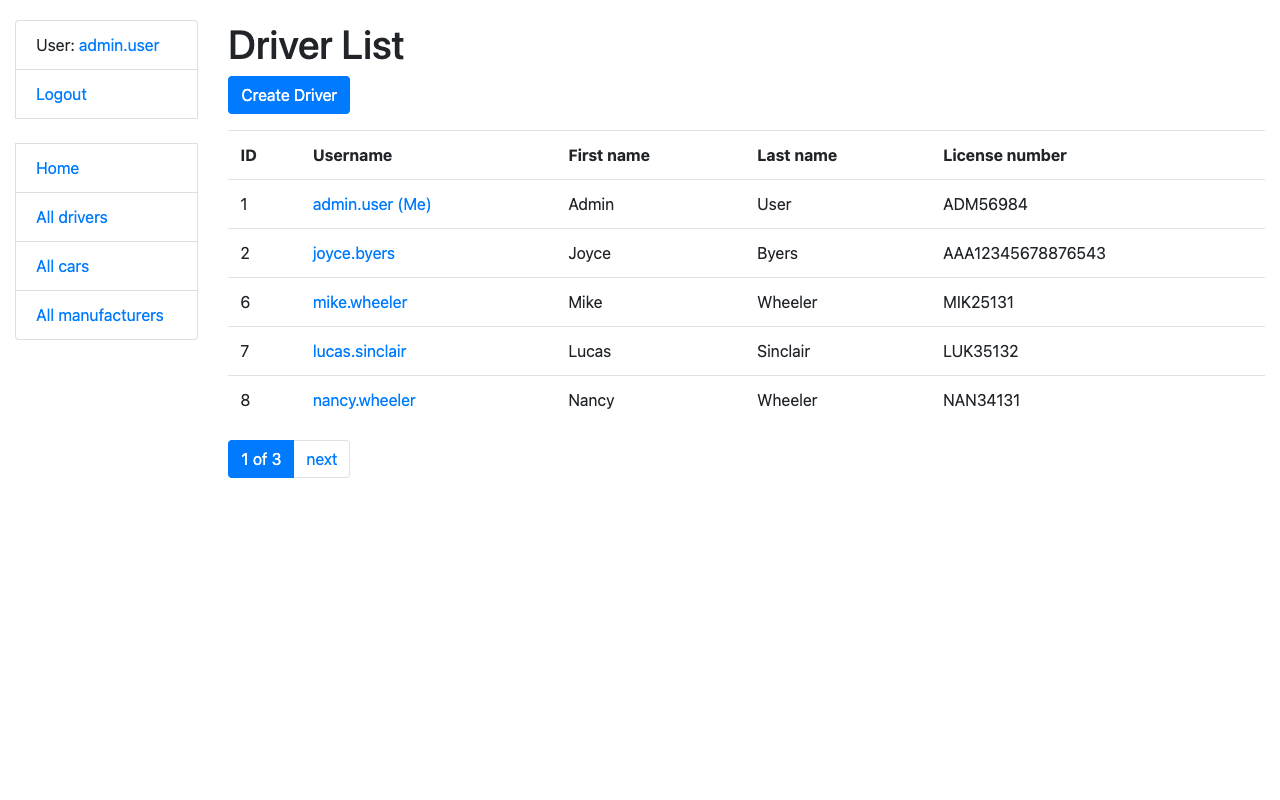 User: admin.user
Logout
Home
All drivers
All cars
All manufacturers
Driver List
Create Driver
ID Username First name Last name License number
1 admin.user (Me) Admin User ADM56984
2 joyce.byers Joyce Byers AAA12345678876543
6 mike.wheeler Mike Wheeler MIK25131
7 lucas.sinclair Lucas Sinclair LUK35132
8 nancy.wheeler Nancy Wheeler NAN34131
1 of 3 next